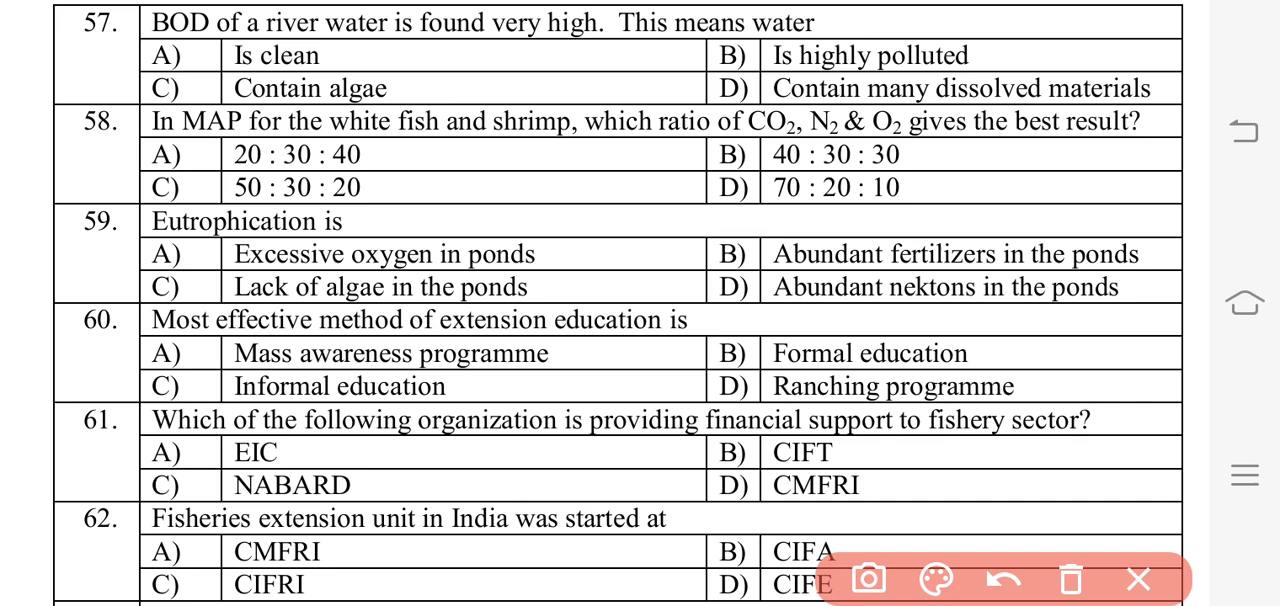 57. BOD of a river water is found very high. This means water
A) Is clean B) Is highly polluted
C) Contain algae D) Contain many dissolved materials
58. In MAP for the white fish and shrimp, which ratio of CO₂, N₂ & O₂ gives the best result?
A) 20 : 30 : 40 B) 40 : 30 : 30
C) 50 : 30 : 20 D) 70 : 20 : 10
59. Eutrophication is
A) Excessive oxygen in ponds B) Abundant fertilizers in the ponds
C) Lack of algae in the ponds D) Abundant nektons in the ponds
60. Most effective method of extension education is
A) Mass awareness programme B) Formal education
C) Informal education D) Ranching programme
61. Which of the following organization is providing financial support to fishery sector?
A) EIC B) CIFT
C) NABARD D) CMFRI
62. Fisheries extension unit in India was started at
A) CMFRI B) CIFA
C) CIFRI D) CIFE